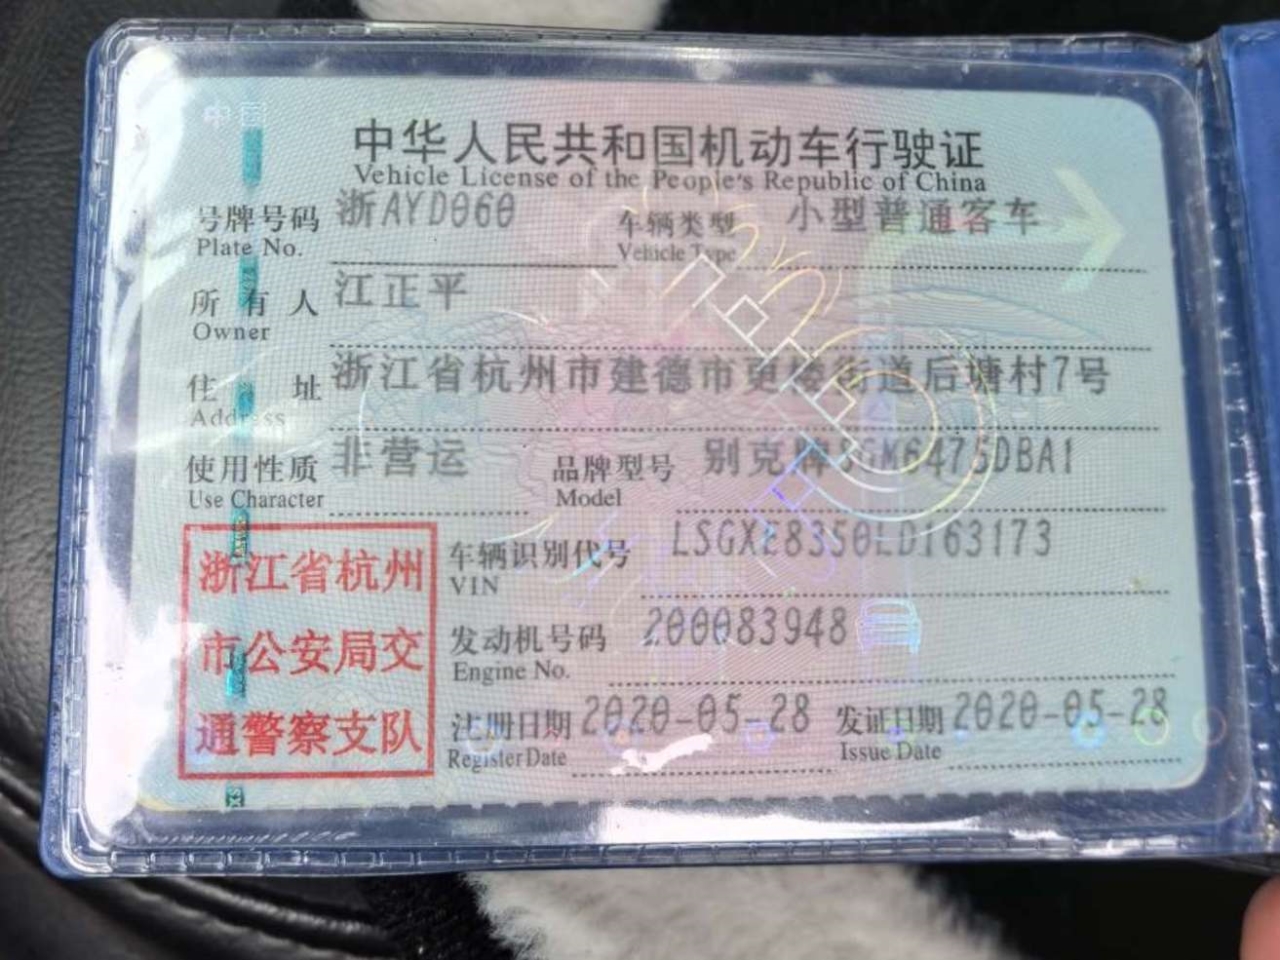 中国
中华人民共和国机动车行驶证
Vehicle License of the People's Republic of China
号牌号码 浙AYD060 车辆类型 小型普通客车
Plate No. Vehicle Type
所有人 江正平
Owner
住址 浙江省杭州市建德市更楼街道后塘村7号
Address
使用性质 非营运 品牌型号 别克牌SGM6475DBA1
Use Character Model
浙江省杭州
市公安局交
通警察支队
车辆识别代号 LSGXE8350LD163173
VIN
发动机号码 200083948
Engine No.
注册日期 2020-05-28 发证日期 2020-05-28
Register Date Issue Date